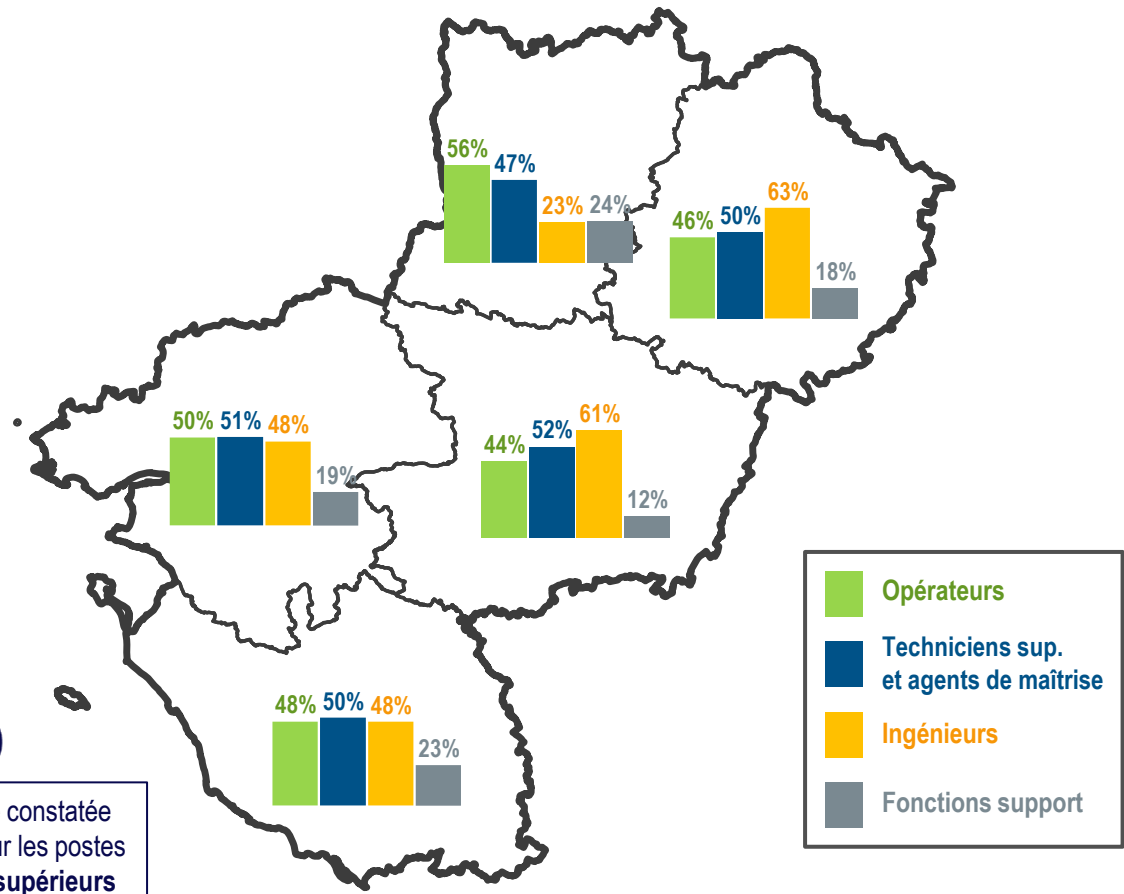 56%
47%
23%
24%
46%
50%
63%
18%
50%
51%
48%
19%
44%
52%
61%
12%
48%
50%
48%
23%
Opérateurs
Techniciens sup.
et agents de maîtrise
Ingénieurs
Fonctions support
constatée
les postes
supérieurs